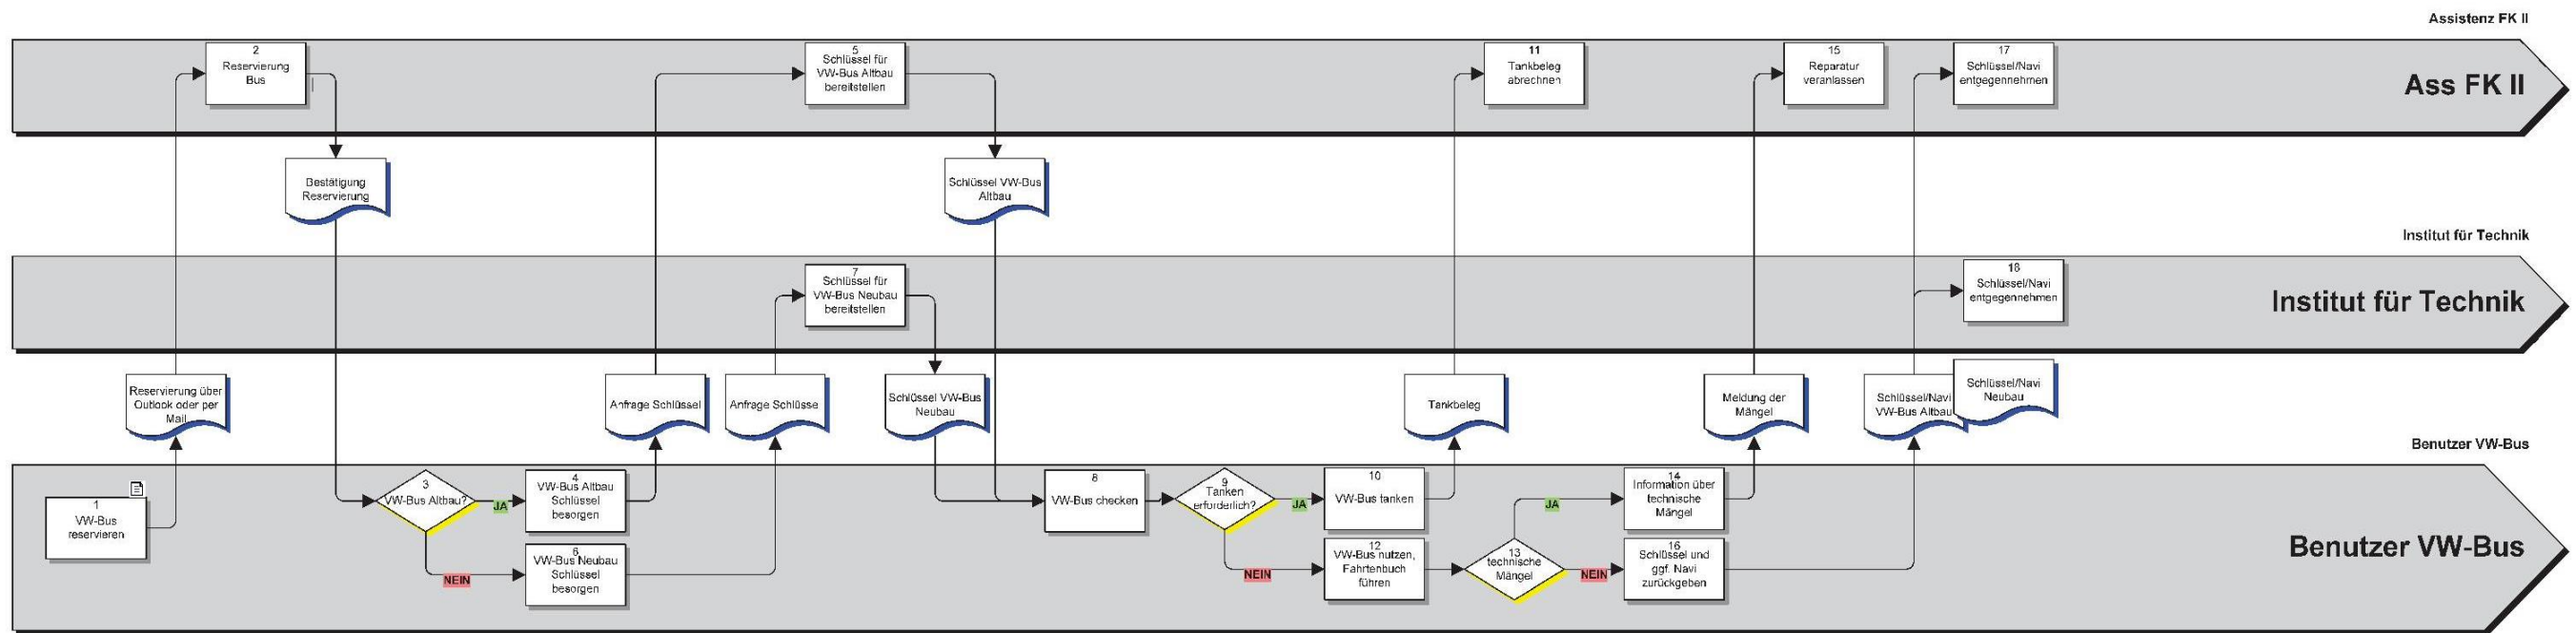 Assistenz FK II
2
Reservierung
Bus
5
Schlüssel für
VW-Bus Altbau
bereitstellen
11
Tankbeleg
abrechnen
15
Reparatur
veranlassen
17
Schlüssel/Navi
entgegennehmen
Ass FK II
Bestätigung
Reservierung
Schlüssel VW-Bus
Altbau
Institut für Technik
7
Schlüssel für
VW-Bus Neubau
bereitstellen
18
Schlüssel/Navi
entgegennehmen
Institut für Technik
Reservierung über
Outlook oder per
Mail
Anfrage Schlüssel
Anfrage Schlüsse
Schlüssel VW-Bus
Neubau
Tankbeleg
Meldung der
Mängel
Schlüssel/Navi
VW-Bus Altbau
Schlüssel/Navi
Neubau
Benutzer VW-Bus
1
VW-Bus
reservieren
3
VW-Bus Altbau?
JA
NEIN
4
VW-Bus Altbau
Schlüssel
besorgen
6
VW-Bus Neubau
Schlüssel
besorgen
8
VW-Bus checken
9
Tanken
erforderlich?
JA
NEIN
10
VW-Bus tanken
12
VW-Bus nutzen,
Fahrtenbuch
führen
13
technische
Mängel
JA
NEIN
14
Information über
technische
Mängel
16
Schlüssel und
ggf. Navi
zurückgeben
Benutzer VW-Bus